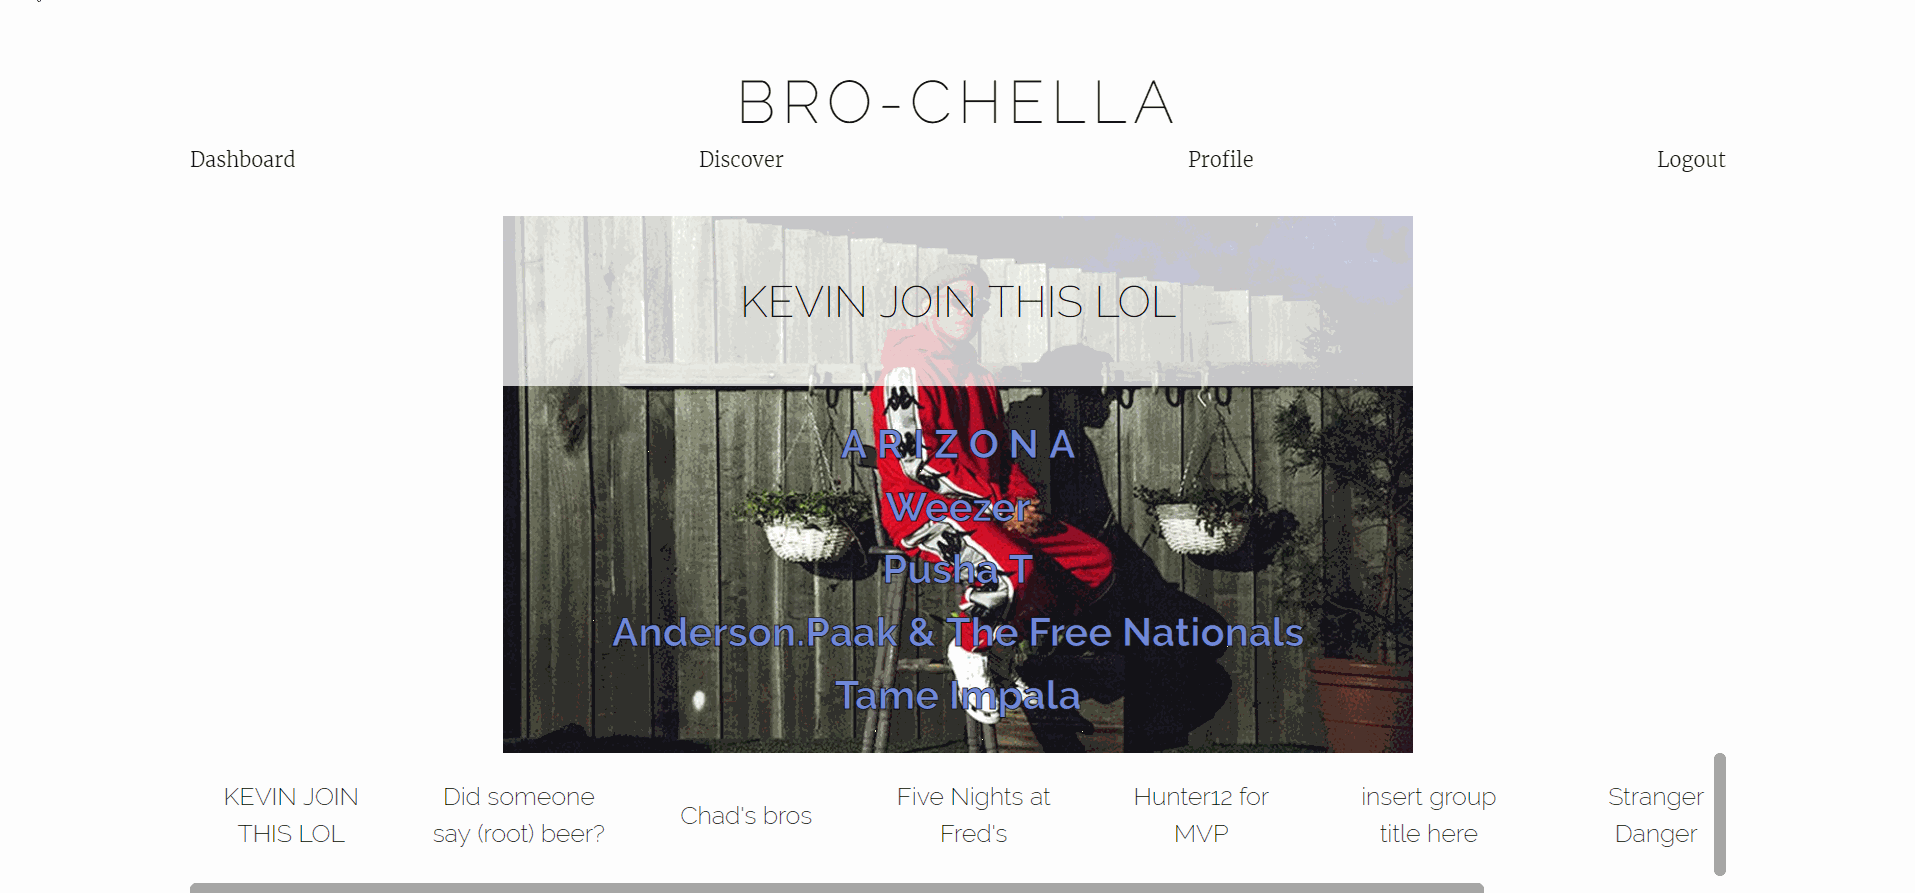 BRO-CHELLA
Dashboard Discover Profile Logout
KEVIN JOIN THIS LOL
A R I Z O N A
Weezer
Pusha T
Anderson.Paak & The Free Nationals
Tame Impala
KEVIN JOIN
THIS LOL
Did someone
say (root) beer?
Chad's bros
Five Nights at
Fred's
Hunter12 for
MVP
insert group
title here
Stranger
Danger